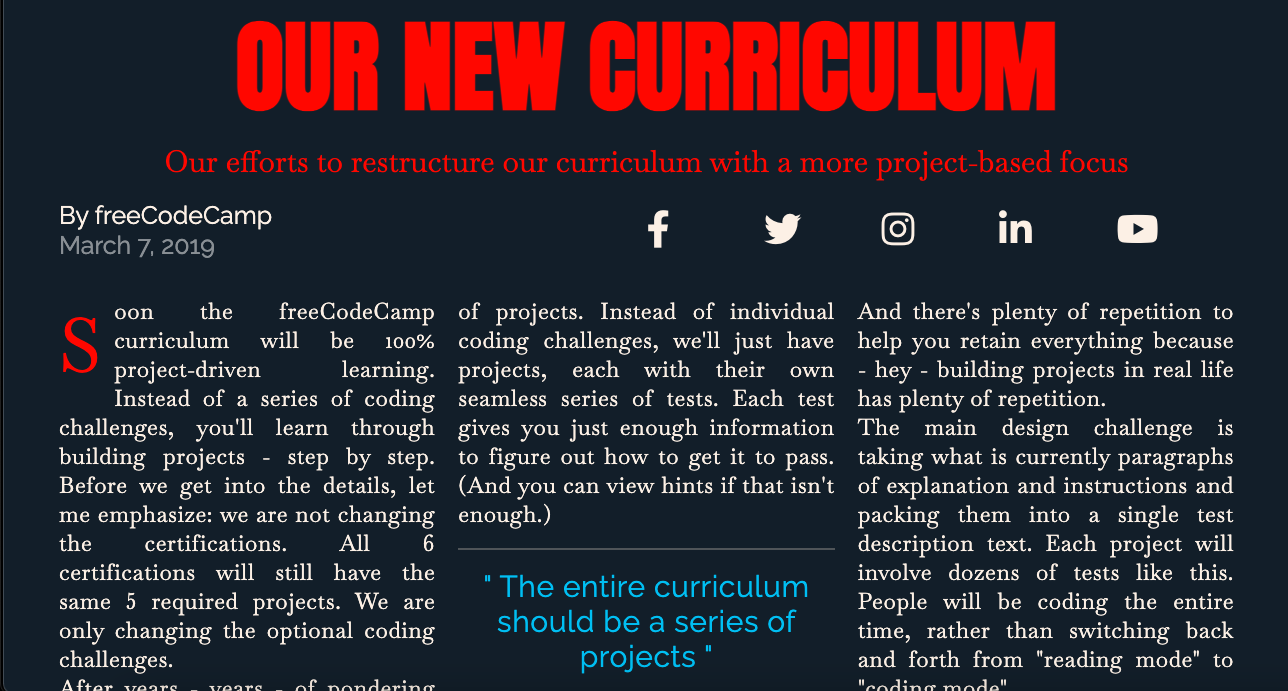 OUR NEW CURRICULUM
Our efforts to restructure our curriculum with a more project-based focus
By freeCodeCamp
March 7, 2019
Soon the freeCodeCamp
curriculum will be 100%
project-driven learning.
Instead of a series of coding
challenges, you'll learn through
building projects - step by step.
Before we get into the details, let
me emphasize: we are not changing
the certifications. All 6
certifications will still have the
same 5 required projects. We are
only changing the optional coding
challenges.
After years - years - of pondering
of projects. Instead of individual
coding challenges, we'll just have
projects, each with their own
seamless series of tests. Each test
gives you just enough information
to figure out how to get it to pass.
(And you can view hints if that isn't
enough.)
" The entire curriculum
should be a series of
projects "
And there's plenty of repetition to
help you retain everything because
- hey - building projects in real life
has plenty of repetition.
The main design challenge is
taking what is currently paragraphs
of explanation and instructions and
packing them into a single test
description text. Each project will
involve dozens of tests like this.
People will be coding the entire
time, rather than switching back
and forth from "reading mode" to
"coding mode"